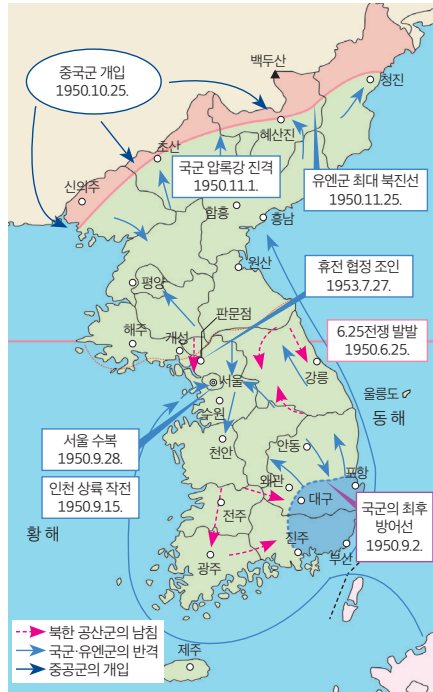 백두산
중국군 개입
1950.10.25.
청진
혜산진
초산
국군 압록강 진격
1950.11.1.
유엔군 최대 북진선
1950.11.25.
신의주
함흥
흥남
원산
휴전 협정 조인
1953.7.27.
평양
판문점
해주
개성
6.25전쟁 발발
1950.6.25.
서울
강릉
울릉도
동해
수원
서울 수복
1950.9.28.
천안
안동
인천 상륙 작전
1950.9.15.
왜관
포항
대구
국군의 최후
방어선
1950.9.2.
전주
황해
진주
부산
광주
북한 공산군의 남침
국군·유엔군의 반격
중공군의 개입
제주